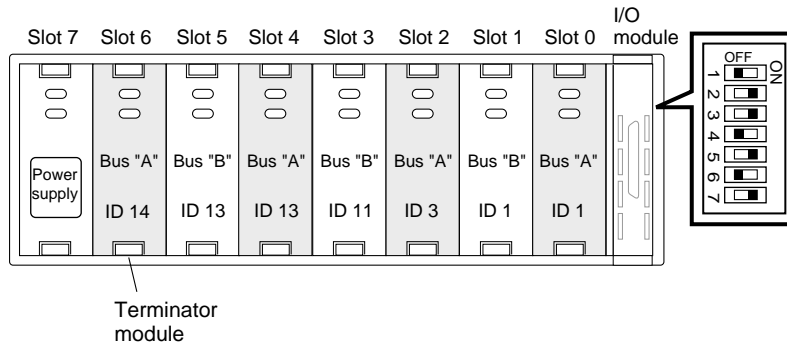 I/O
module
Slot 7 Slot 6 Slot 5 Slot 4 Slot 3 Slot 2 Slot 1 Slot 0
Power
supply
Bus "A" Bus "B" Bus "A" Bus "B" Bus "A" Bus "B" Bus "A"
ID 14 ID 13 ID 13 ID 11 ID 3 ID 1 ID 1
OFF
ON
1
2
3
4
5
6
7
Terminator
module